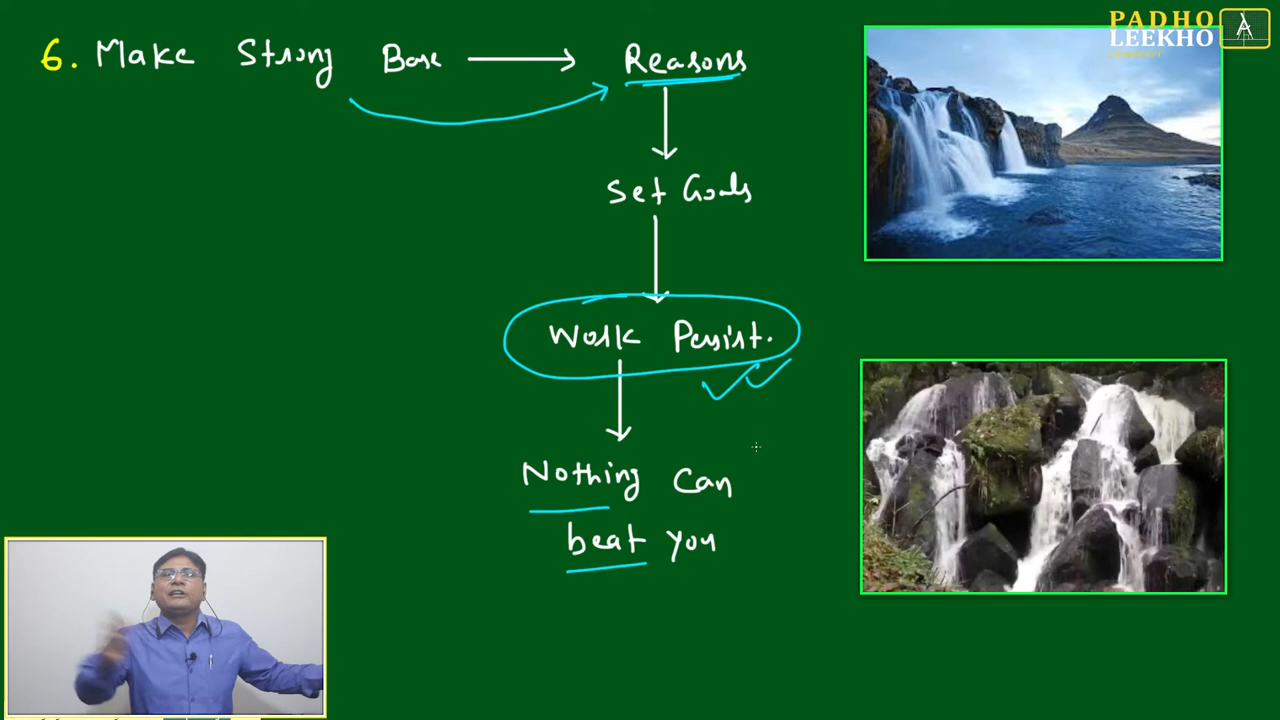 PADHO
LEEKHO
6. Make Strong Base → Reasons
Set Goals
Work Persist.
Nothing Can
beat you